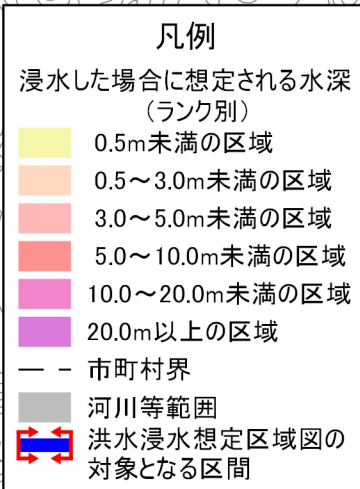 凡例
浸水した場合に想定される水深
（ランク別）
0.5m未満の区域
0.5～3.0m未満の区域
3.0～5.0m未満の区域
5.0～10.0m未満の区域
10.0～20.0m未満の区域
20.0m以上の区域
市町村界
河川等範囲
洪水浸水想定区域図の
対象となる区間